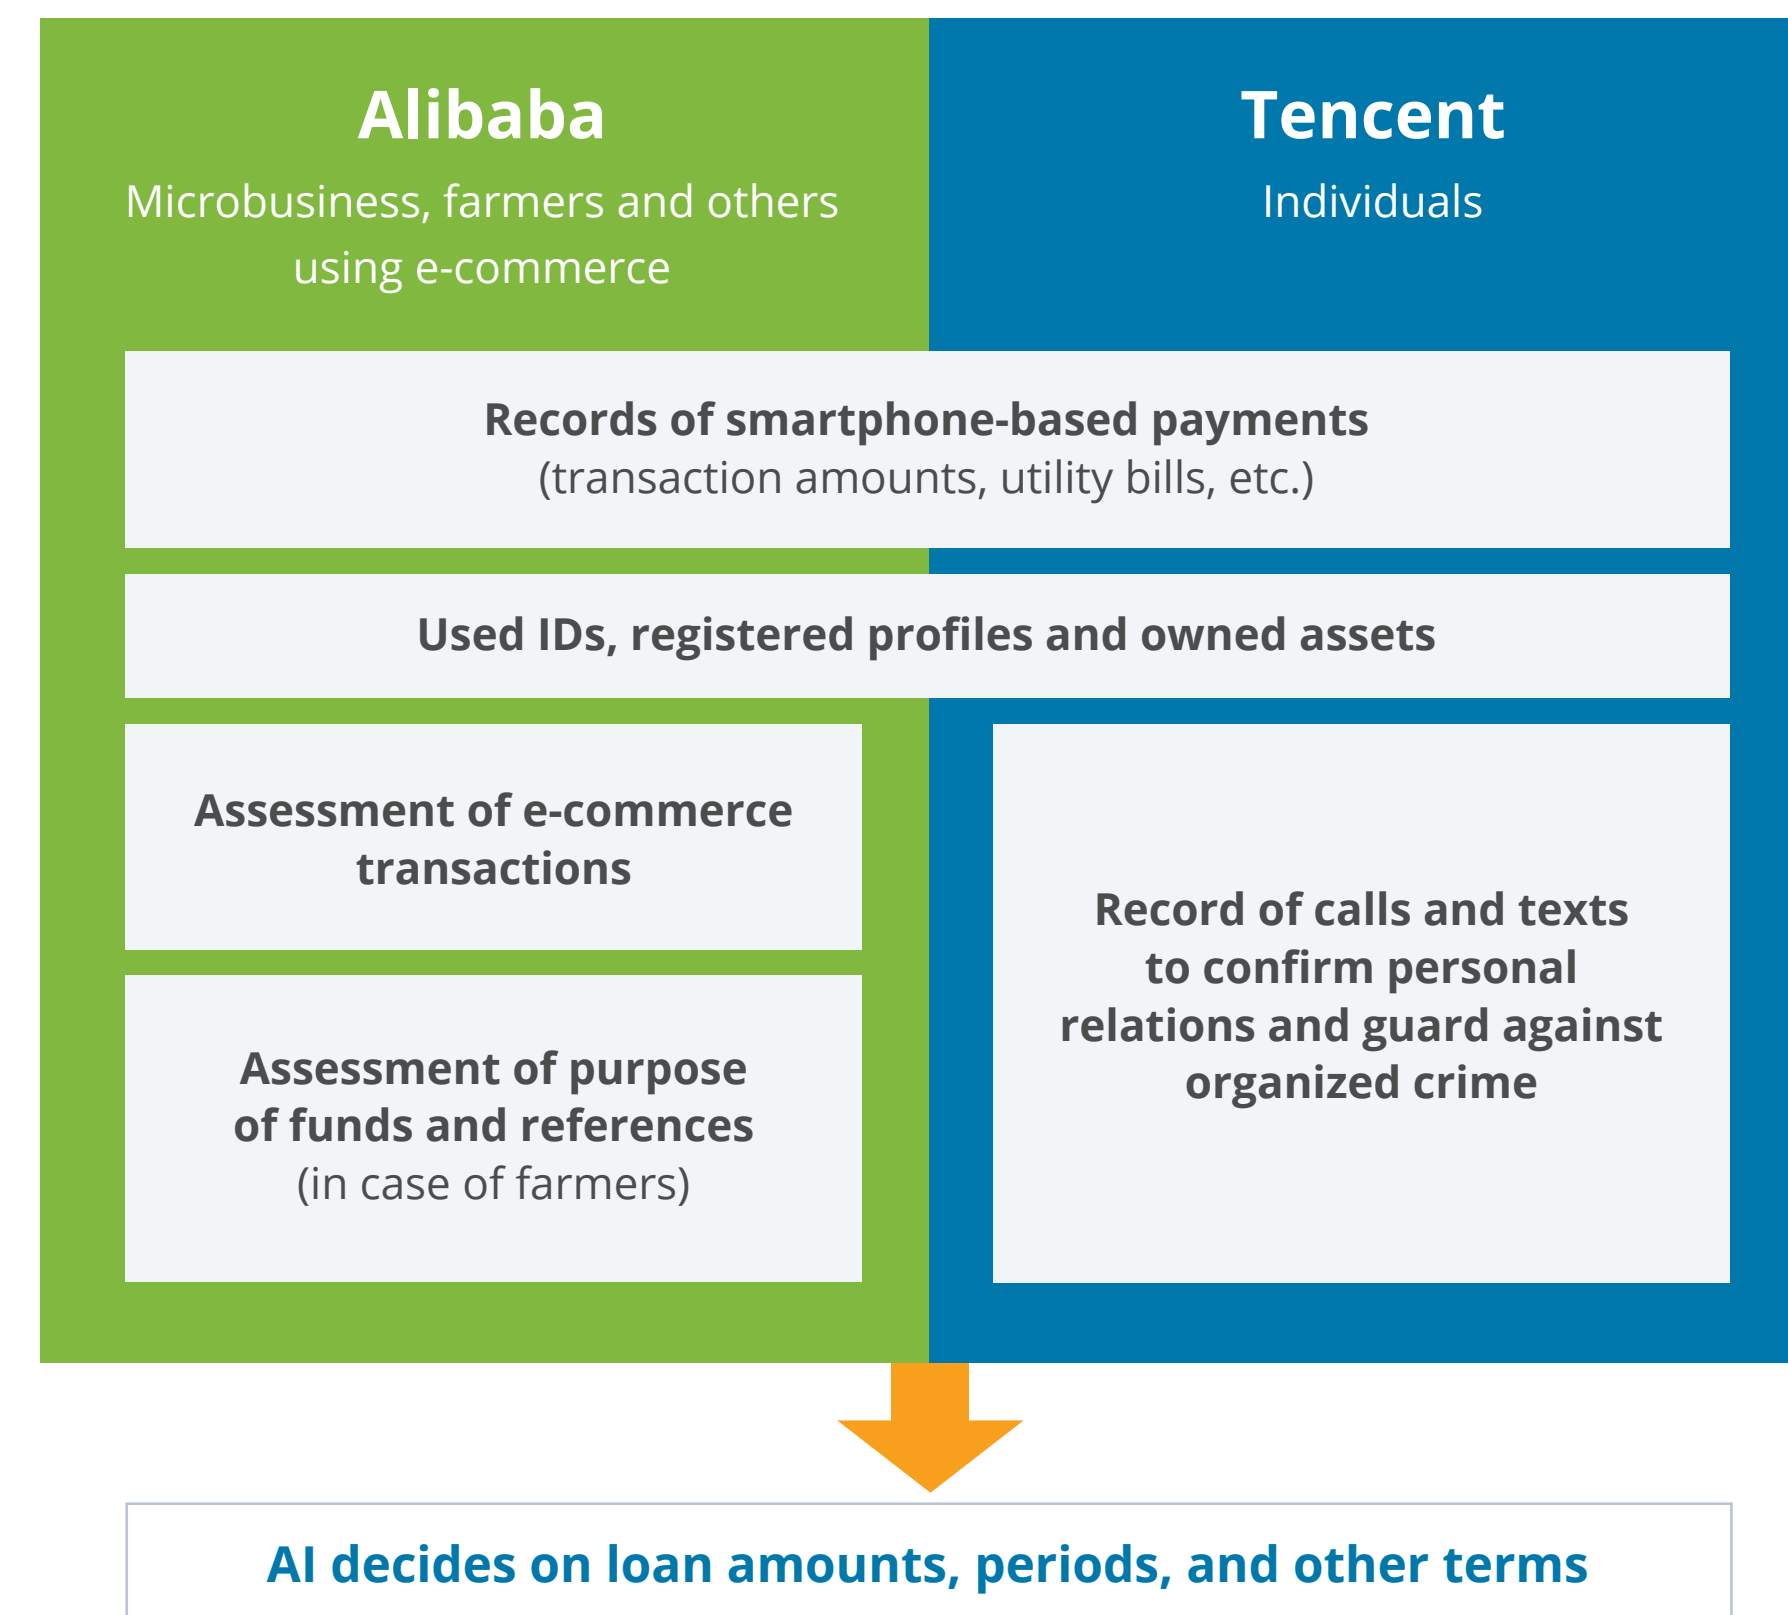 Alibaba
Microbusiness, farmers and others
using e-commerce
Tencent
Individuals
Records of smartphone-based payments
(transaction amounts, utility bills, etc.)
Used IDs, registered profiles and owned assets
Assessment of e-commerce
transactions
Assessment of purpose
of funds and references
(in case of farmers)
Record of calls and texts
to confirm personal
relations and guard against
organized crime
AI decides on loan amounts, periods, and other terms